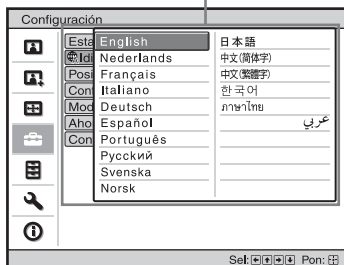 Configuración
Esta
Idi
Posi
Con
Mod
Aho
Con
English
Nederlands
Français
Italiano
Deutsch
Español
Português
Русский
Svenska
Norsk
日本語
中文(简体字)
中文(繁體字)
한국어
ภาษาไทย
عربي
Sel: Pon: